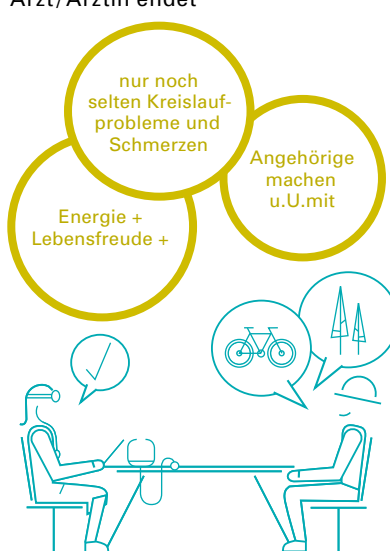 Arzt/Ärztin endet
nur noch
selten Kreislauf-
probleme und
Schmerzen
Angehörige
machen
u.U.mit
Energie +
Lebensfreude +